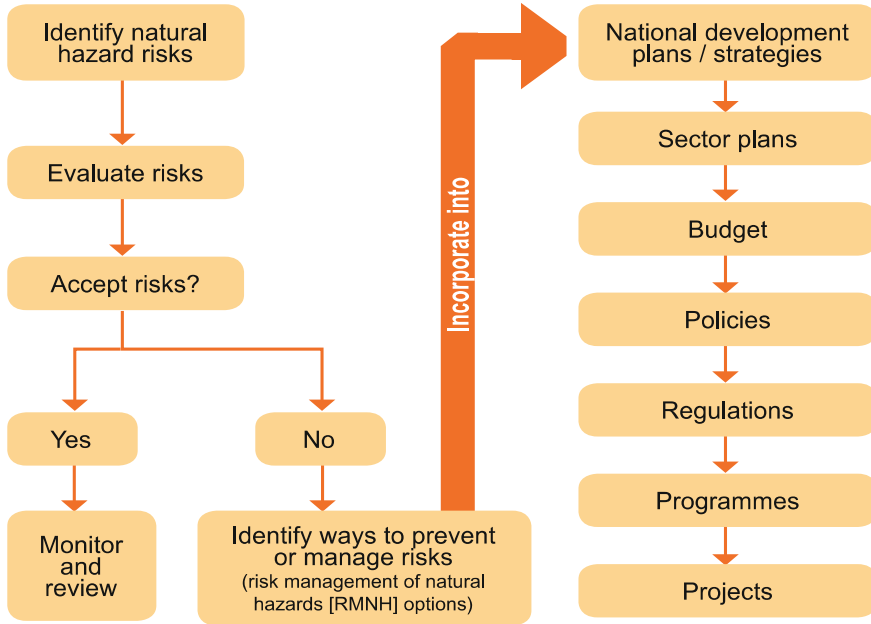 Identify natural
hazard risks
Evaluate risks
Accept risks?
Yes
No
Monitor
and
review
Identify ways to prevent
or manage risks
(risk management of natural
hazards [RMNH] options)
Incorporate into
National development
plans / strategies
Sector plans
Budget
Policies
Regulations
Programmes
Projects